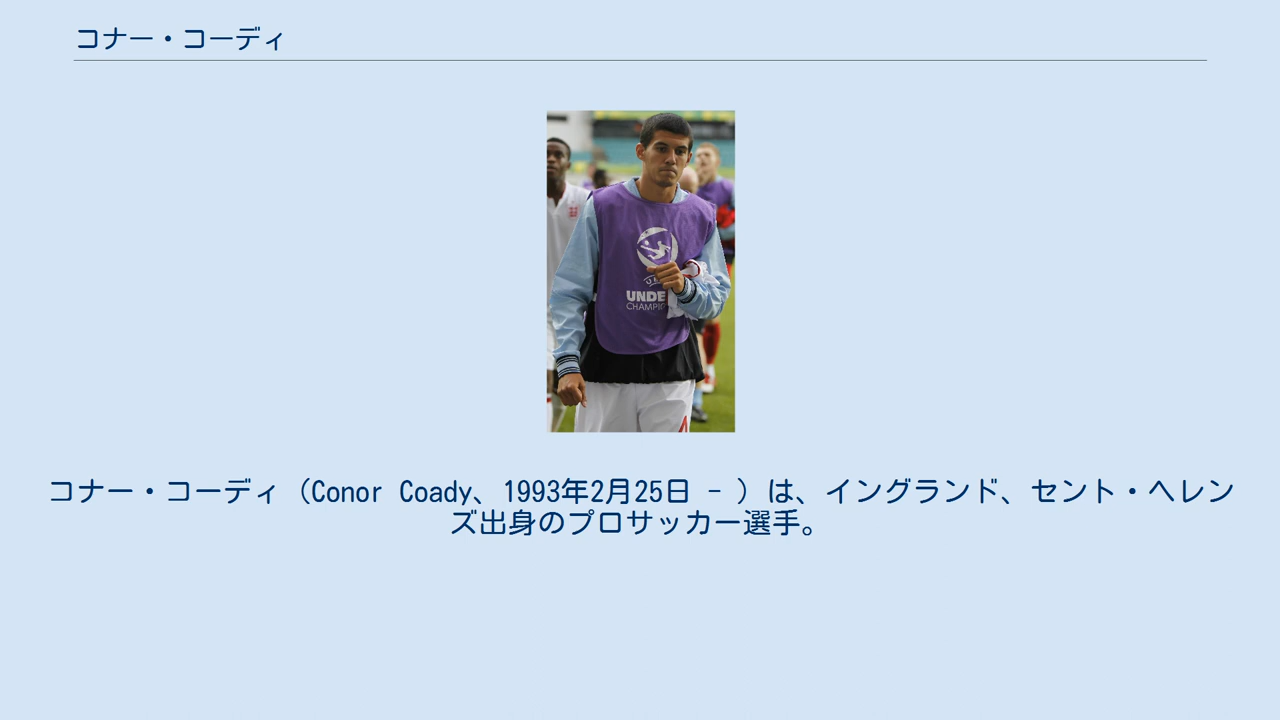 コナー・コーディ
UNDE
CHAMPIO
コナー・コーディ（Conor Coady、1993年2月25日 - ）は、イングランド、セント・ヘレン
ズ出身のプロサッカー選手。